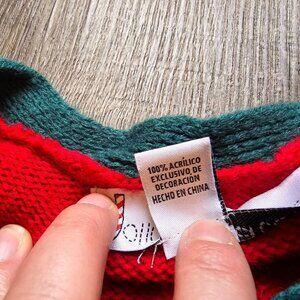 100% ACRÍLICO
EXCLUSIVO DE
DECORACIÓN
HECHO EN CHINA